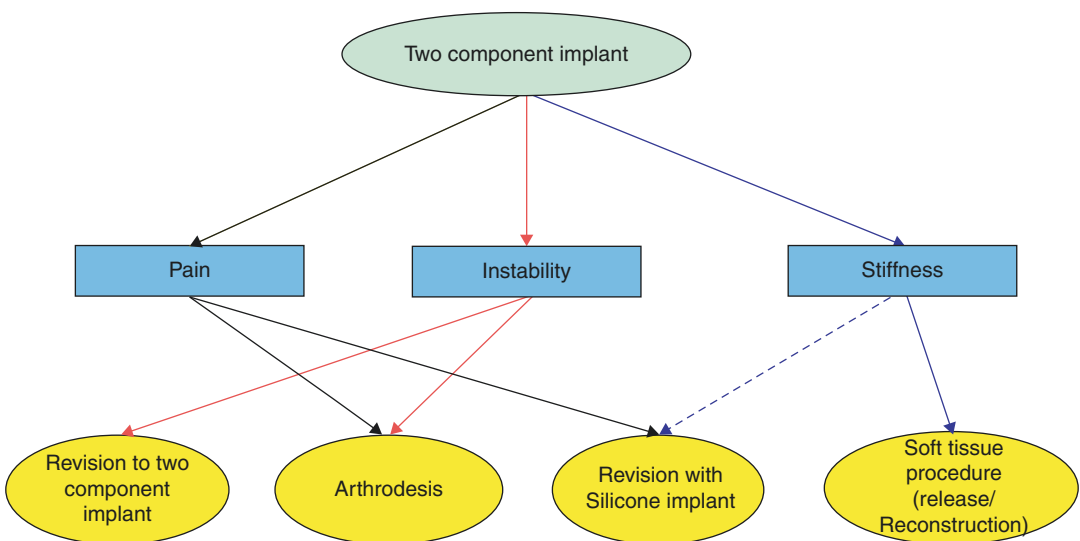 Two component implant
Pain
Instability
Stiffness
Revision to two
component
implant
Arthrodesis
Revision with
Silicone implant
Soft tissue
procedure
(release/
Reconstruction)